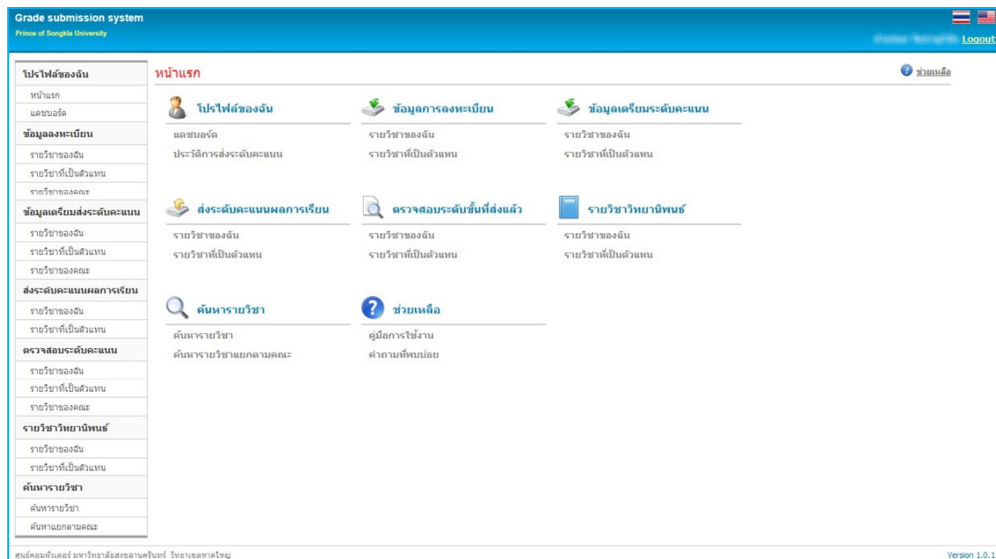 Grade submission system
Prince of Songkla University
Logout
โปรไฟล์ของฉัน
หน้าแรก
แดชบอร์ด
ข้อมูลลงทะเบียน
รายวิชาของฉัน
รายวิชาที่เป็นตัวแทน
รายวิชาของคณะ
ข้อมูลเตรียมส่งระดับคะแนน
รายวิชาของฉัน
รายวิชาที่เป็นตัวแทน
รายวิชาของคณะ
ส่งระดับคะแนนผลการเรียน
รายวิชาของฉัน
รายวิชาที่เป็นตัวแทน
ตรวจสอบระดับคะแนน
รายวิชาของฉัน
รายวิชาที่เป็นตัวแทน
รายวิชาของคณะ
รายวิชาวิทยานิพนธ์
รายวิชาของฉัน
รายวิชาที่เป็นตัวแทน
ค้นหารายวิชา
ค้นหารายวิชา
ค้นหาแยกตามคณะ
หน้าแรก
ช่วยเหลือ
โปรไฟล์ของฉัน
แดชบอร์ด
ประวัติการส่งระดับคะแนน
ข้อมูลการลงทะเบียน
รายวิชาของฉัน
รายวิชาที่เป็นตัวแทน
ข้อมูลเตรียมระดับคะแนน
รายวิชาของฉัน
รายวิชาที่เป็นตัวแทน
ส่งระดับคะแนนผลการเรียน
รายวิชาของฉัน
รายวิชาที่เป็นตัวแทน
ตรวจสอบระดับขั้นที่ส่งแล้ว
รายวิชาของฉัน
รายวิชาที่เป็นตัวแทน
รายวิชาวิทยานิพนธ์
รายวิชาของฉัน
รายวิชาที่เป็นตัวแทน
ค้นหารายวิชา
ค้นหารายวิชา
ค้นหารายวิชาแยกตามคณะ
ช่วยเหลือ
คู่มือการใช้งาน
คำถามที่พบบ่อย
ศูนย์คอมพิวเตอร์ มหาวิทยาลัยสงขลานครินทร์ วิทยาเขตหาดใหญ่
Version 1.0.1